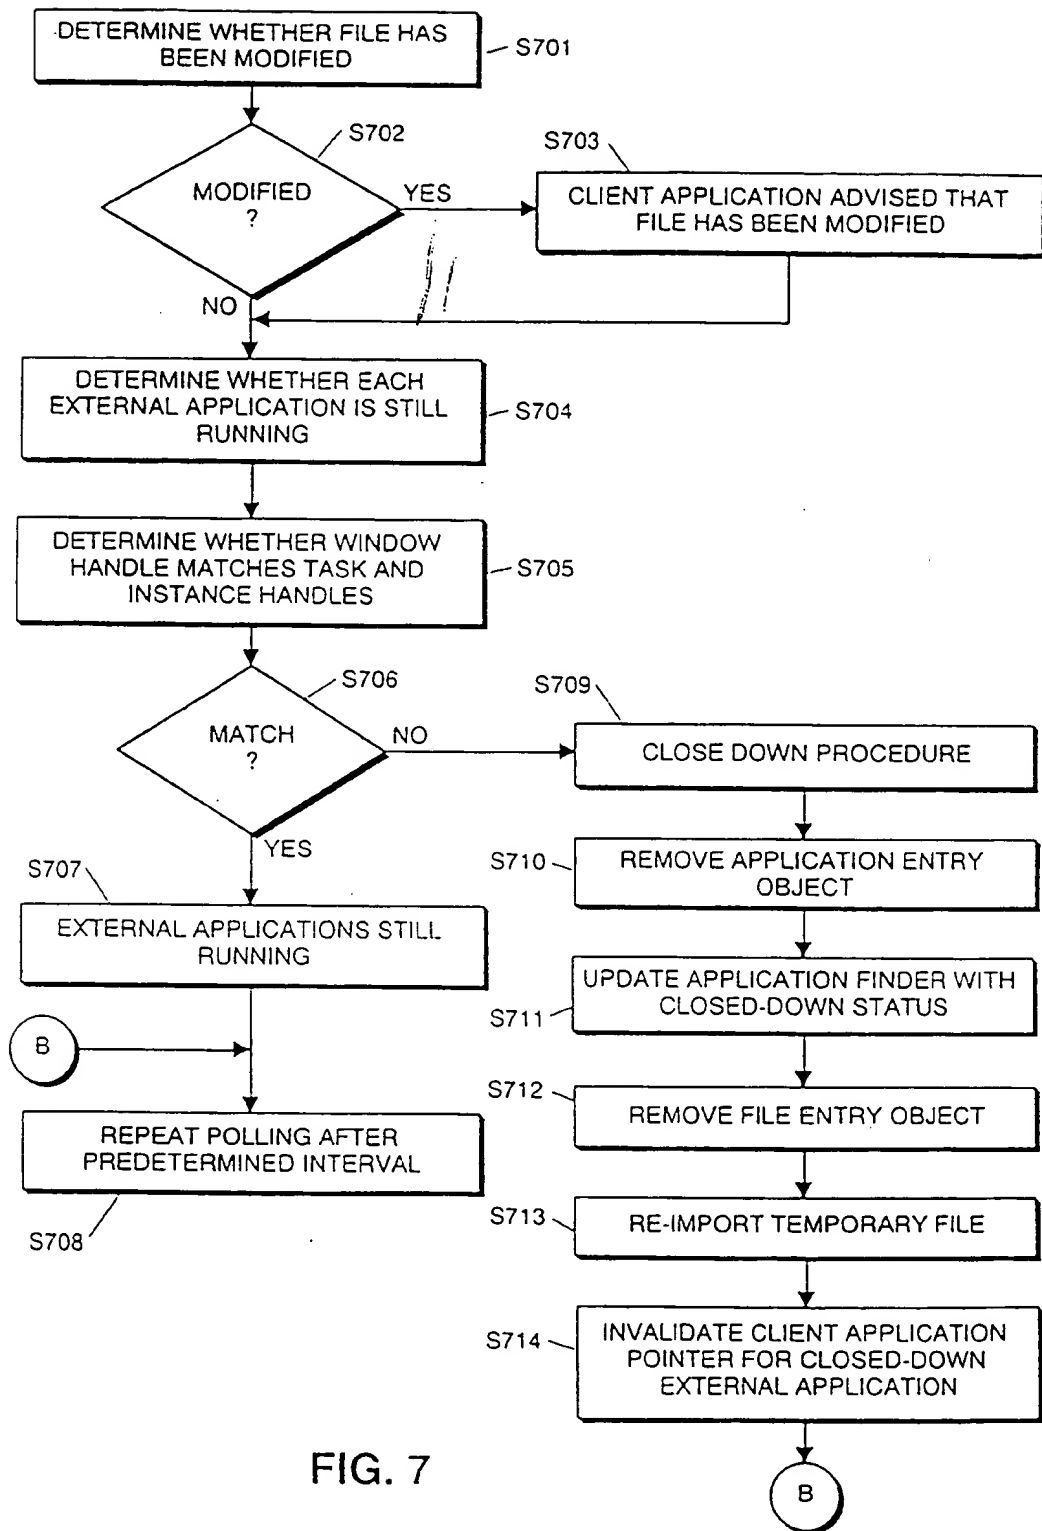 DETERMINE WHETHER FILE HAS
BEEN MODIFIED
S701
S702
MODIFIED
?
YES
NO
S703
CLIENT APPLICATION ADVISED THAT
FILE HAS BEEN MODIFIED
DETERMINE WHETHER EACH
EXTERNAL APPLICATION IS STILL
RUNNING
S704
DETERMINE WHETHER WINDOW
HANDLE MATCHES TASK AND
INSTANCE HANDLES
S705
S706
MATCH
?
NO
YES
S707
EXTERNAL APPLICATIONS STILL
RUNNING
B
REPEAT POLLING AFTER
PREDETERMINED INTERVAL
S708
S709
CLOSE DOWN PROCEDURE
S710
REMOVE APPLICATION ENTRY
OBJECT
S711
UPDATE APPLICATION FINDER WITH
CLOSED-DOWN STATUS
S712
REMOVE FILE ENTRY OBJECT
S713
RE-IMPORT TEMPORARY FILE
S714
INVALIDATE CLIENT APPLICATION
POINTER FOR CLOSED-DOWN
EXTERNAL APPLICATION
B
FIG. 7